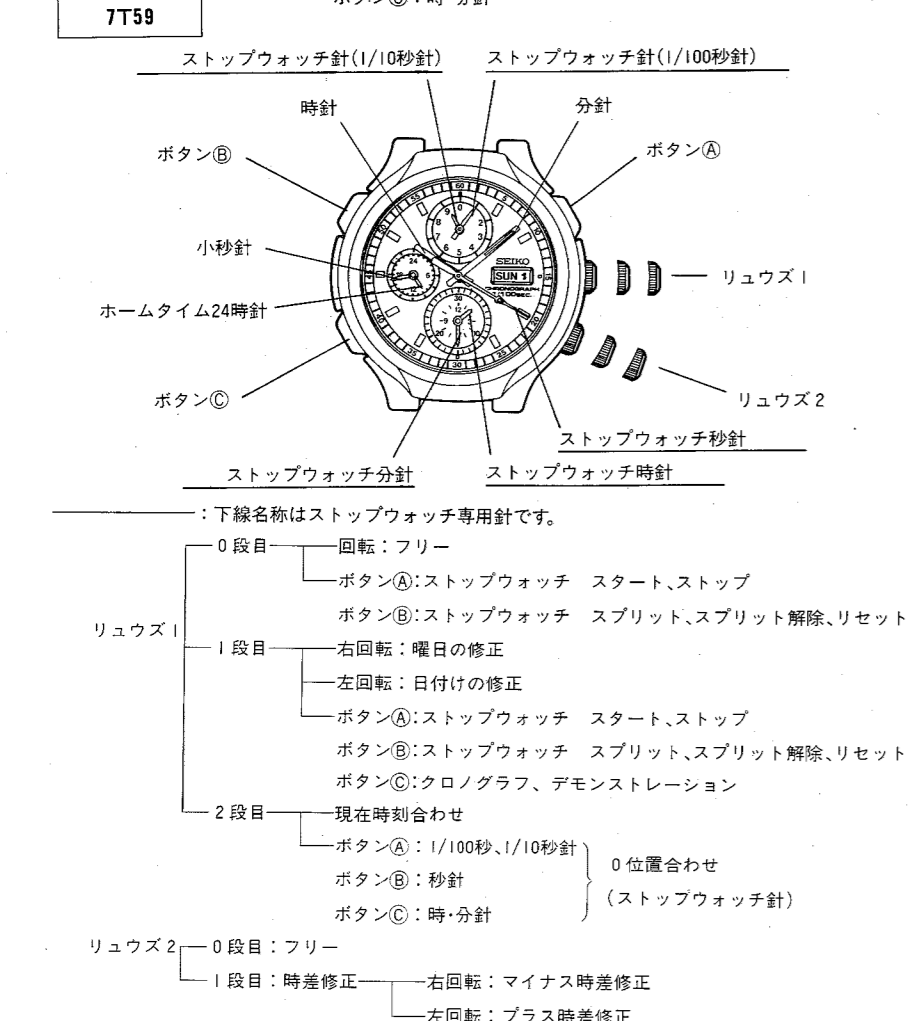 ボタンⒸ：時・分針
7T59
ストップウォッチ針(1/10秒針)
ストップウォッチ針(1/100秒針)
時針
分針
ボタンⒷ
ボタンⒶ
小秒針
SEIKO
SUN 1
CHRONOGRAPH
1/100SEC.
リュウズ1
ホームタイム24時針
ボタンⒸ
リュウズ2
ストップウォッチ秒針
ストップウォッチ分針
ストップウォッチ時針
：下線名称はストップウォッチ専用針です。
リュウズ1
0段目
回転：フリー
ボタンⒶ:ストップウォッチ　スタート、ストップ
ボタンⒷ:ストップウォッチ　スプリット、スプリット解除、リセット
1段目
右回転：曜日の修正
左回転：日付けの修正
ボタンⒶ:ストップウォッチ　スタート、ストップ
ボタンⒷ:ストップウォッチ　スプリット、スプリット解除、リセット
ボタンⒸ:クロノグラフ、デモンストレーション
2段目
現在時刻合わせ
ボタンⒶ：1/100秒、1/10秒針
ボタンⒷ：秒針
ボタンⒸ：時・分針
0位置合わせ
(ストップウォッチ針)
リュウズ2
0段目：フリー
1段目：時差修正
右回転：マイナス時差修正
左回転：プラス時差修正